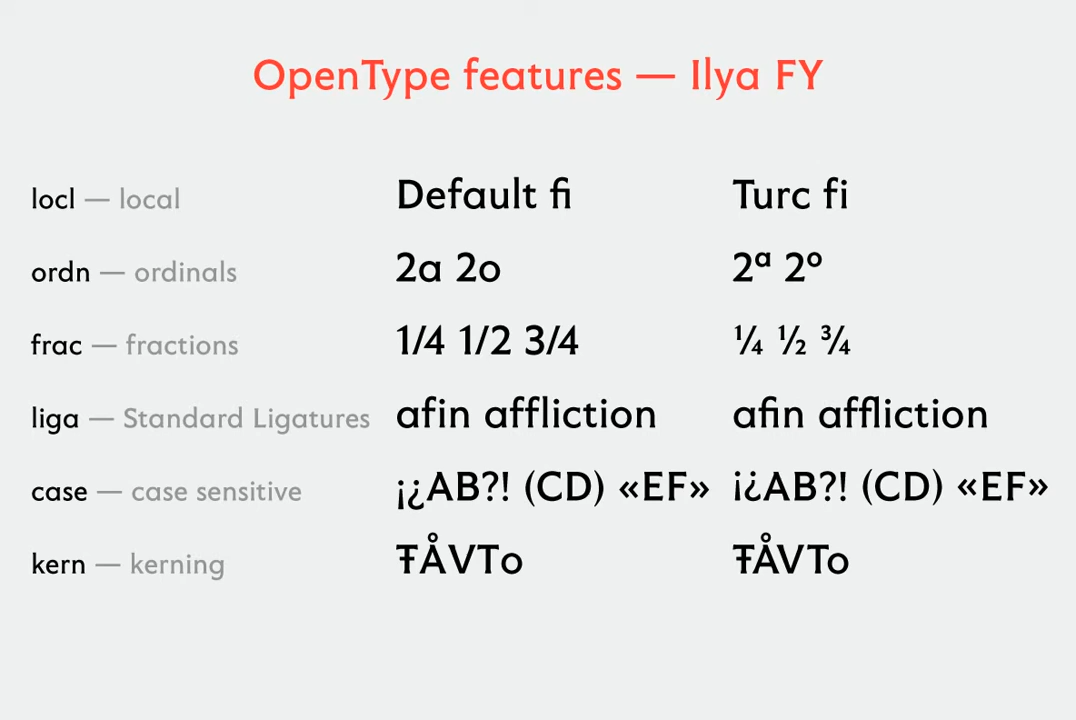 OpenType features — Ilya FY
locl — local Default fi Turc fi
ordn — ordinals 2a 2o 2ª 2º
frac — fractions 1/4 1/2 3/4 ¼ ½ ¾
liga — Standard Ligatures afin affliction afin affliction
case — case sensitive ¡¿AB?! (CD) «EF» ¡¿AB?! (CD) «EF»
kern — kerning ŦÅVTo ŦÅVTo